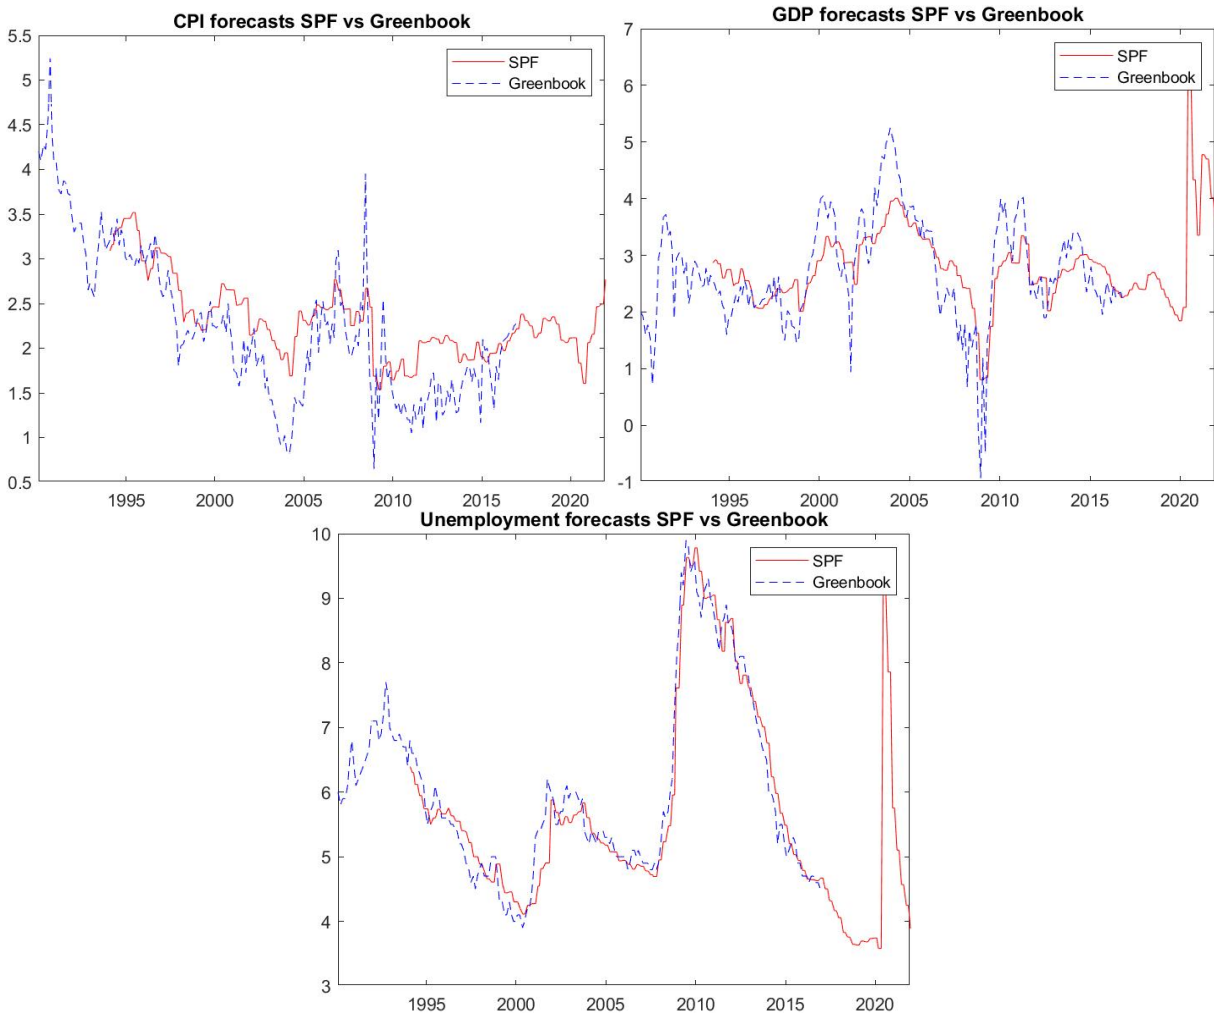 CPI forecasts SPF vs Greenbook
5.5
5
4.5
4
3.5
3
2.5
2
1.5
1
0.5
SPF
Greenbook
1995 2000 2005 2010 2015 2020
GDP forecasts SPF vs Greenbook
7
6
5
4
3
2
1
0
-1
SPF
Greenbook
1995 2000 2005 2010 2015 2020
Unemployment forecasts SPF vs Greenbook
10
9
8
7
6
5
4
3
SPF
Greenbook
1995 2000 2005 2010 2015 2020